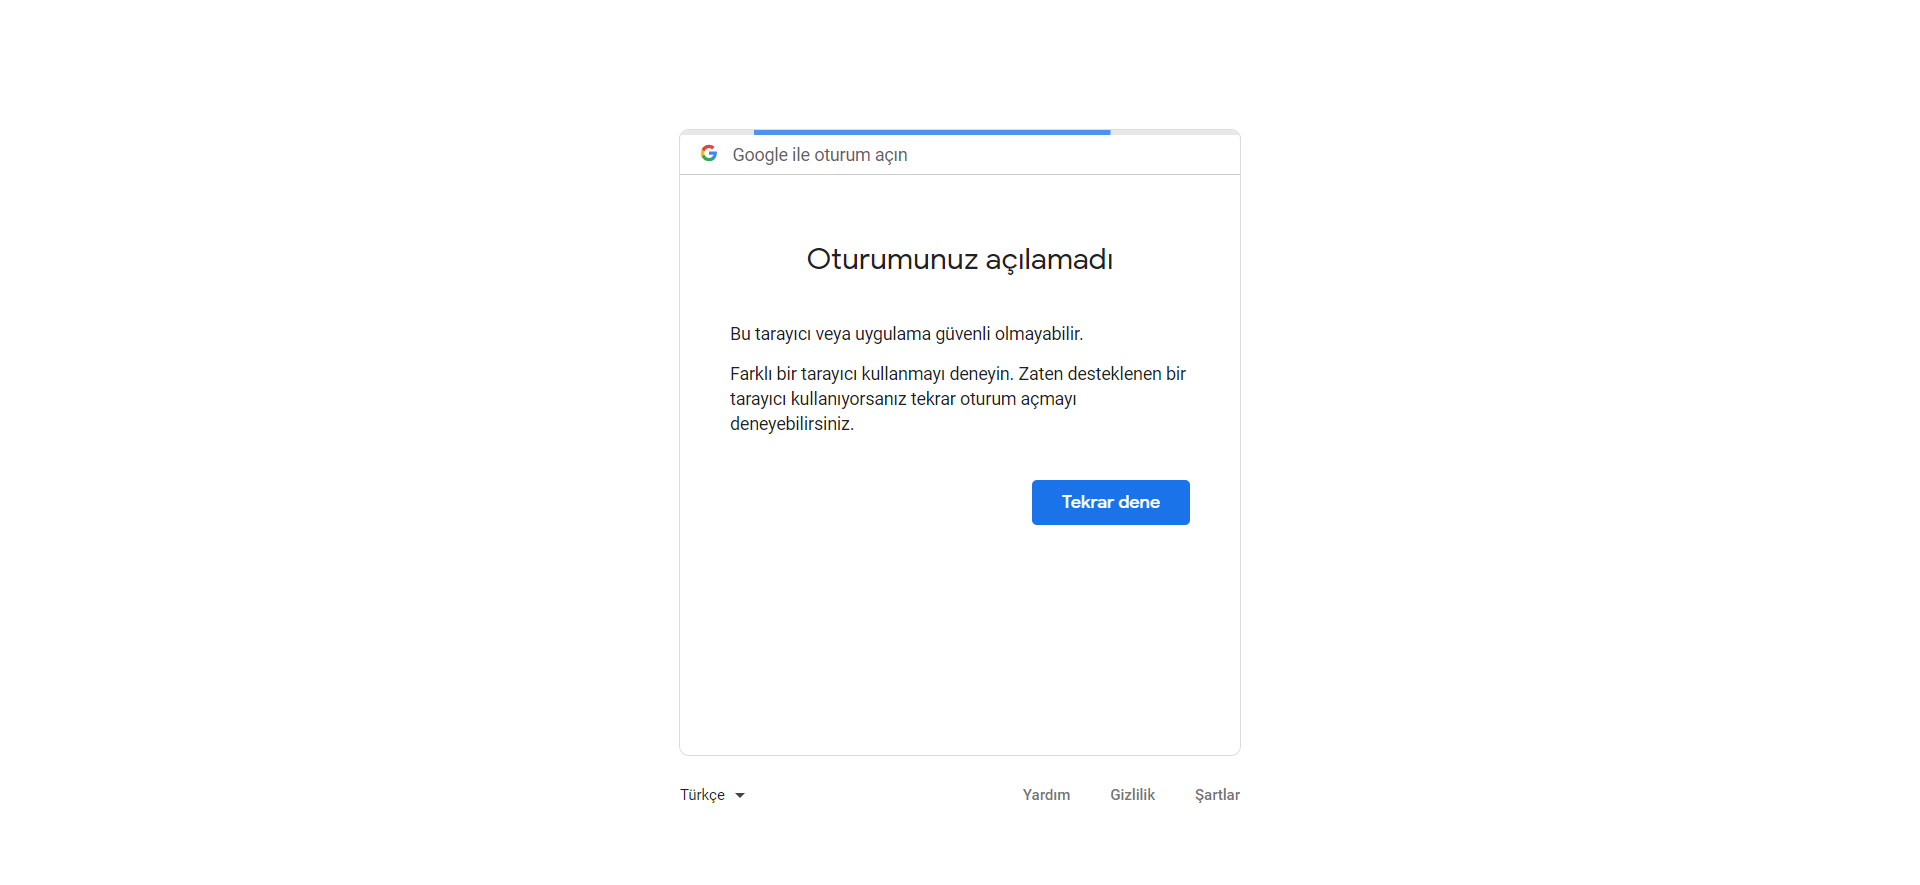 Google ile oturum açın
Oturumunuz açılamadı
Bu tarayıcı veya uygulama güvenli olmayabilir.
Farklı bir tarayıcı kullanmayı deneyin. Zaten desteklenen bir
tarayıcı kullanıyorsanız tekrar oturum açmayı
deneyebilirsiniz.
Tekrar dene
Türkçe
Yardım
Gizlilik
Şartlar